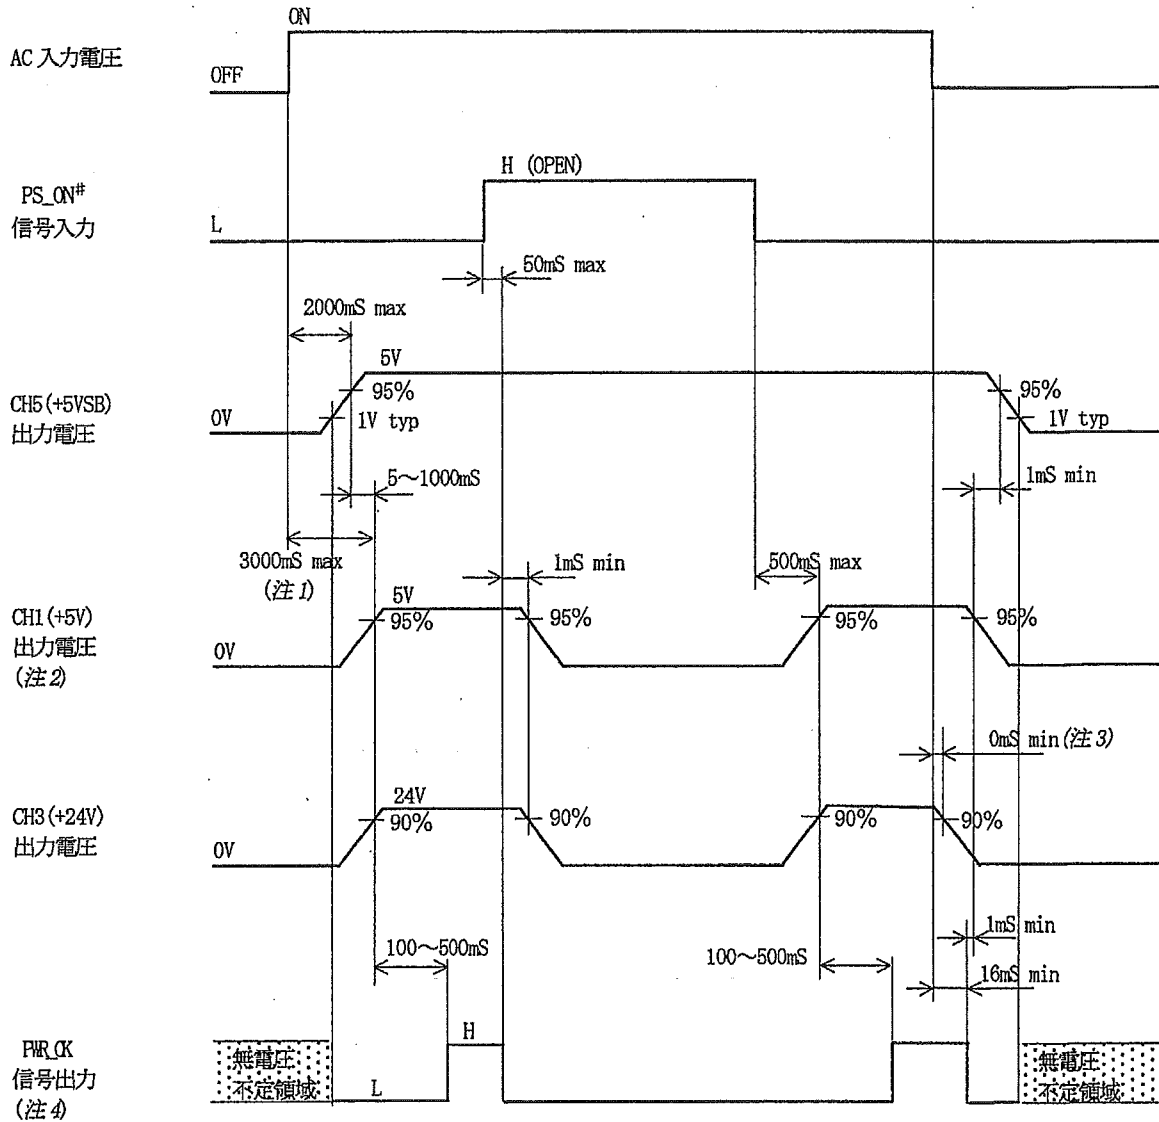 ON
AC 入力電圧
OFF
H (OPEN)
PS_ON#
信号入力
L
50mS max
2000mS max
5V
95%
95%
CH5(+5VSB)
出力電圧
0V
1V typ
1V typ
5～1000mS
1mS min
3000mS max
(注1)
1mS min
500mS max
5V
CH1(+5V)
出力電圧
(注2)
95%
95%
95%
95%
0V
0mS min(注3)
24V
CH3(+24V)
出力電圧
90%
90%
90%
90%
0V
1mS min
100～500mS
100～500mS
16mS min
H
PWR_OK
信号出力
(注4)
無電圧
不定領域
L
無電圧
不定領域